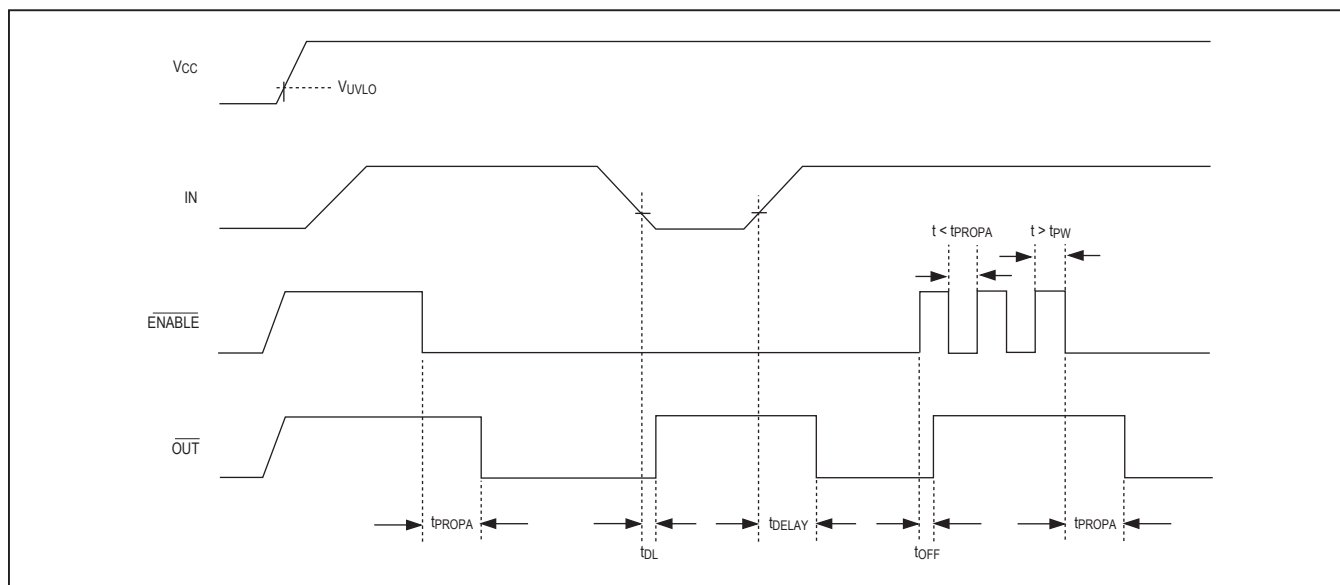 VCC
VUVLO
IN
t < tPROPA
t > tPW
ENABLE
OUT
tPROPA
tDL
tDELAY
tOFF
tPROPA